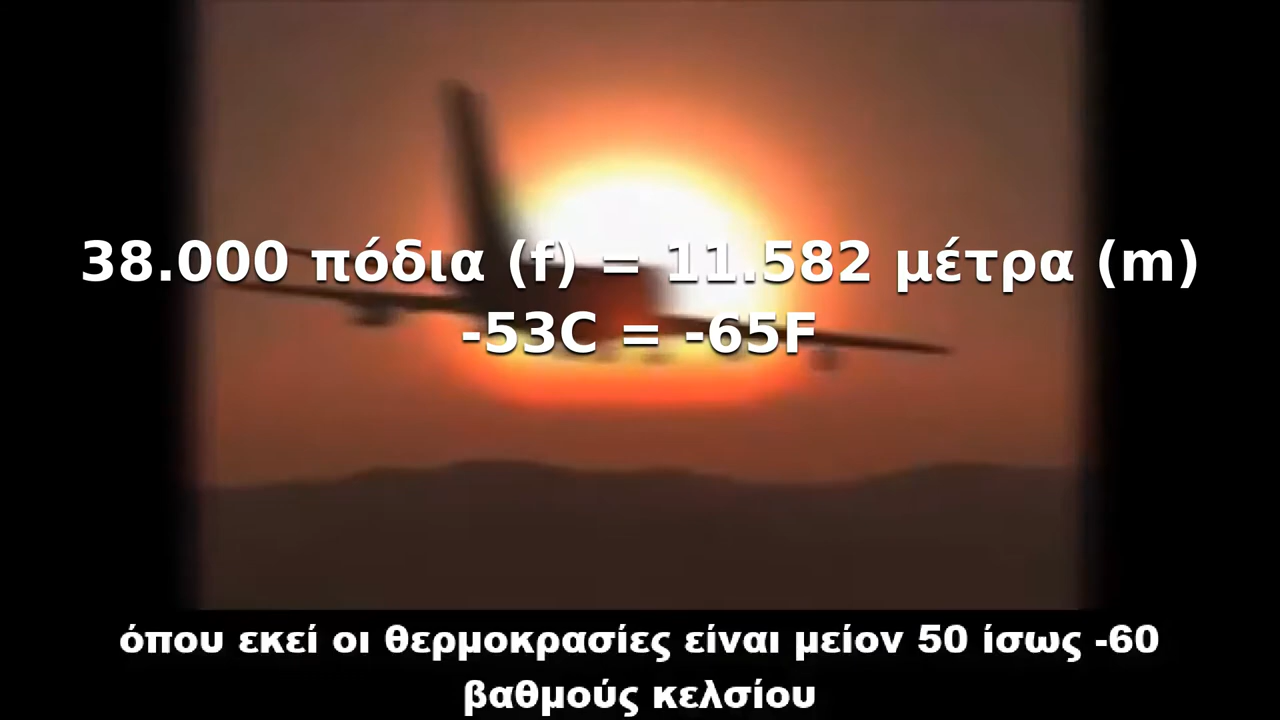 38.000 πόδια (f) = 11.582 μέτρα (m)
-53C = -65F
όπου εκεί οι θερμοκρασίες είναι μείον 50 ίσως -60
βαθμούς κελσίου